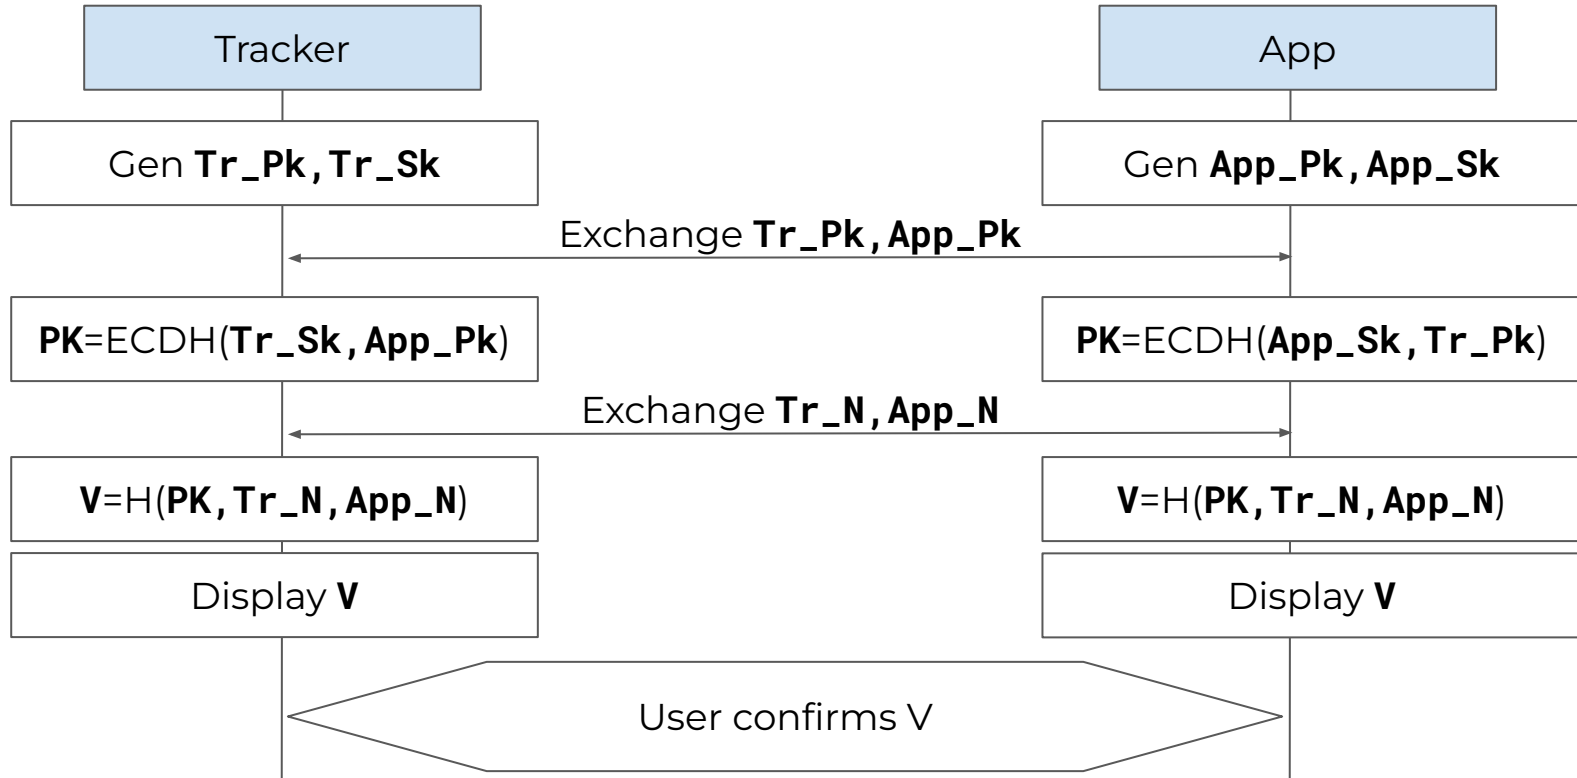 Tracker
App
Gen Tr_Pk,Tr_Sk
Gen App_Pk,App_Sk
Exchange Tr_Pk,App_Pk
PK=ECDH(Tr_Sk,App_Pk)
PK=ECDH(App_Sk,Tr_Pk)
Exchange Tr_N,App_N
V=H(PK,Tr_N,App_N)
V=H(PK,Tr_N,App_N)
Display V
Display V
User confirms V